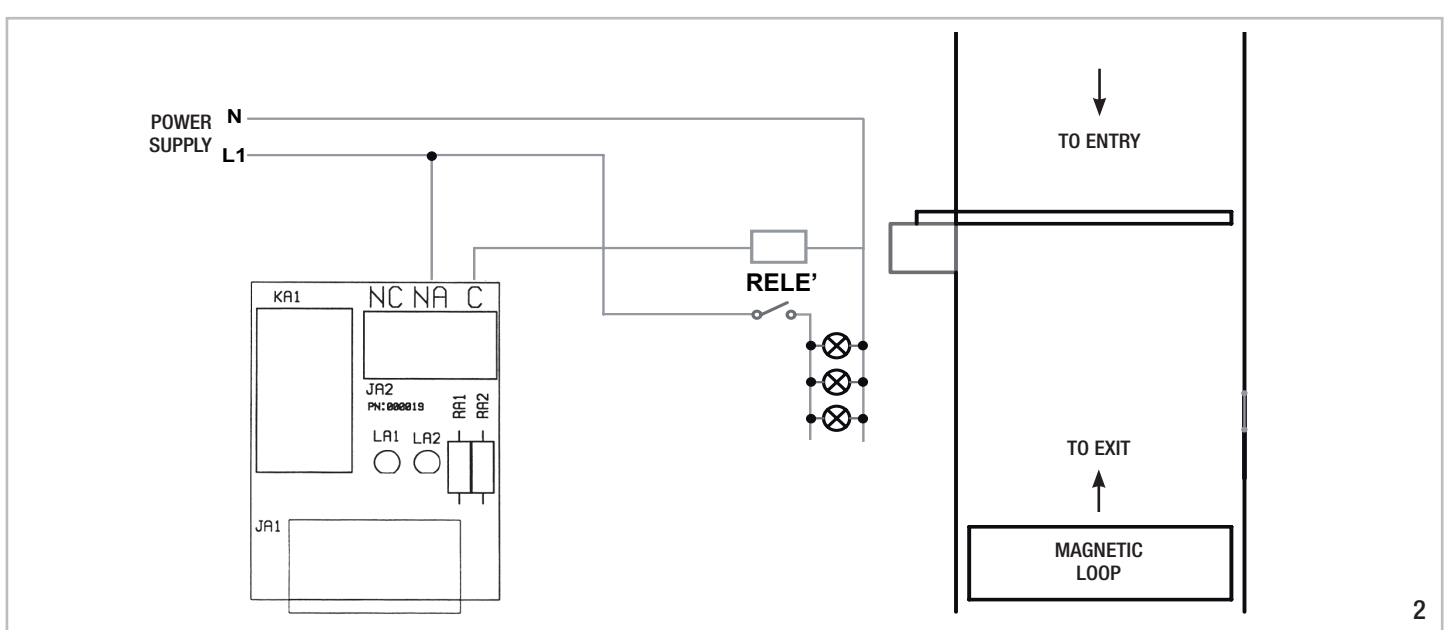 POWER
SUPPLY
N
L1
TO ENTRY
RELE’
KA1
NC NA C
JA2
PN:000019
RA1
RA2
LA1 LA2
JA1
TO EXIT
MAGNETIC
LOOP
2